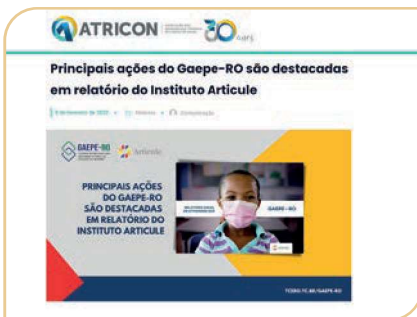 ATRICON
30 anos
Principais ações do Gaepe-RO são destacadas
em relatório do Instituto Articule
Comunicação
GAEPE-RO
Articule
PRINCIPAIS AÇÕES
DO GAEPE-RO
SÃO DESTACADAS
EM RELATÓRIO DO
INSTITUTO ARTICULE
GAEPE - RO
TCERO.TC.BR/GAEPE-RO